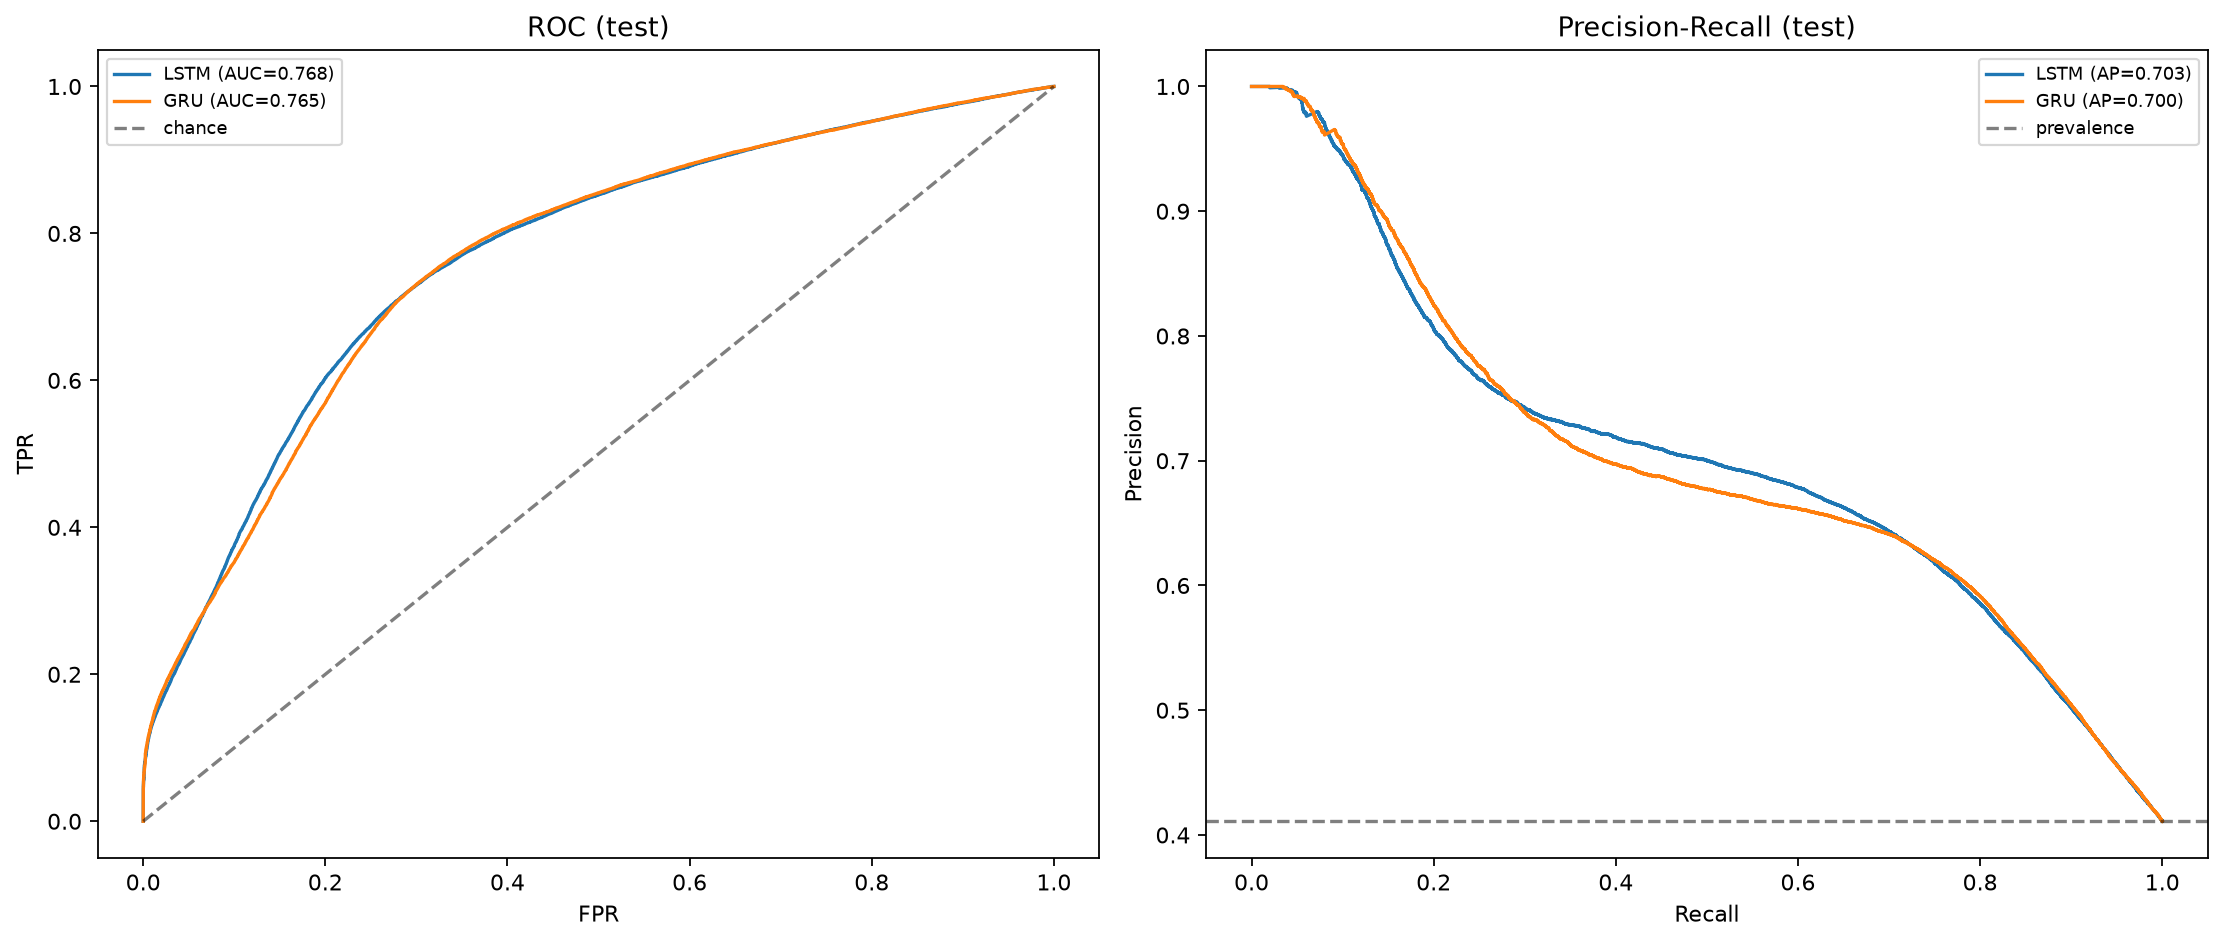 ROC (test)
LSTM (AUC=0.768)
GRU (AUC=0.765)
chance
1.0
0.8
0.6
0.4
0.2
0.0
TPR
0.0 0.2 0.4 0.6 0.8 1.0
FPR
Precision-Recall (test)
LSTM (AP=0.703)
GRU (AP=0.700)
prevalence
1.0
0.9
0.8
0.7
0.6
0.5
0.4
Precision
0.0 0.2 0.4 0.6 0.8 1.0
Recall